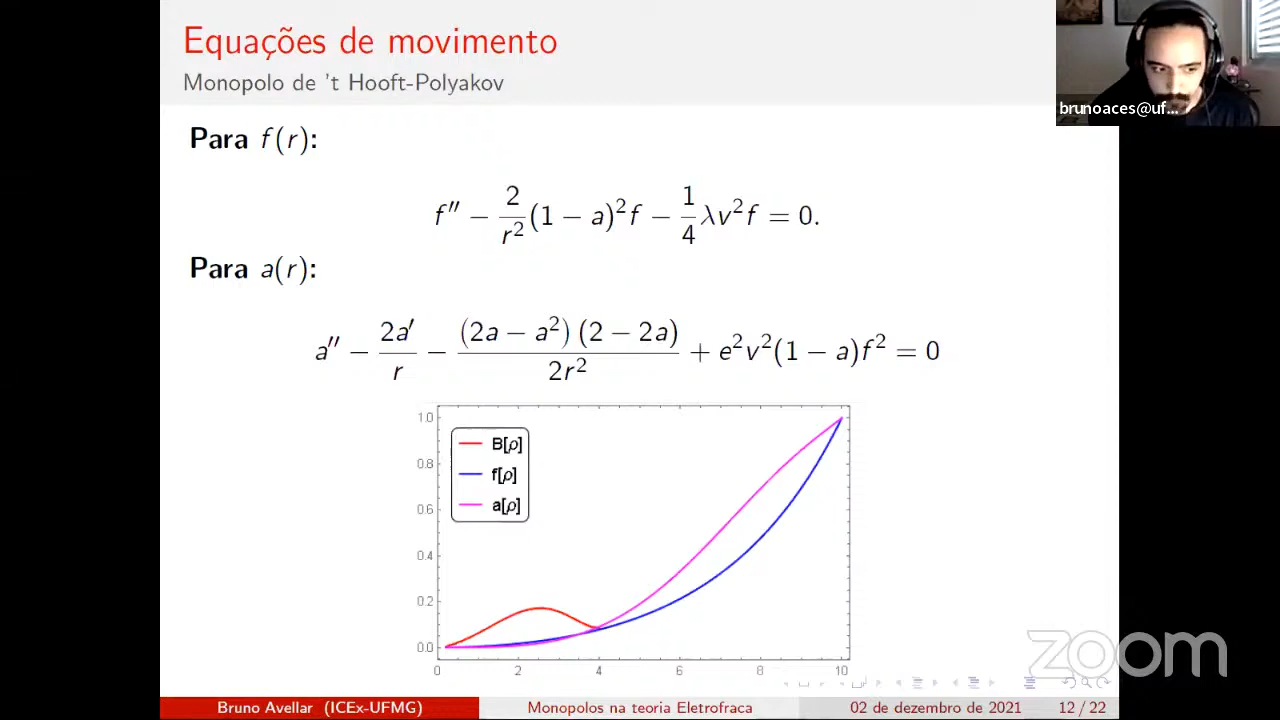 Equações de movimento
Monopolo de 't Hooft-Polyakov
brunoaces@uf...
Para f(r):
f″ − 2/r² (1 − a)² f − 1/4 λv² f = 0.
Para a(r):
a″ − 2a′/r − (2a − a²)(2 − 2a)/2r² + e²v²(1 − a)f² = 0
1.0
0.8
0.6
0.4
0.2
0.0
B[ρ]
f[ρ]
a[ρ]
0 2 4 6 8 10
zoom
Bruno Avellar (ICEx-UFMG) Monopolos na teoria Eletrofraca 02 de dezembro de 2021 12 / 22